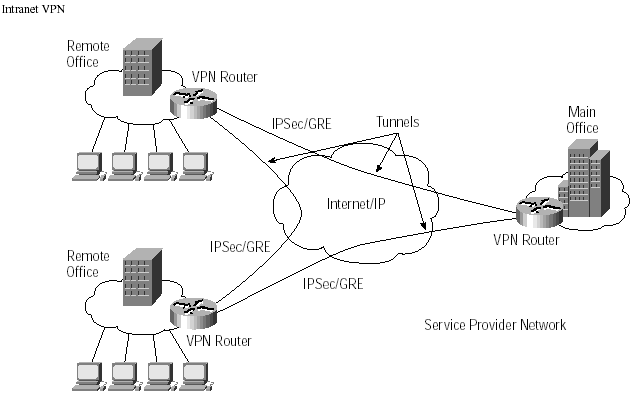 Intranet VPN
Remote
Office
VPN Router
IPSec/GRE
Tunnels
Main
Office
Internet/IP
VPN Router
IPSec/GRE
Remote
Office
IPSec/GRE
VPN Router
Service Provider Network